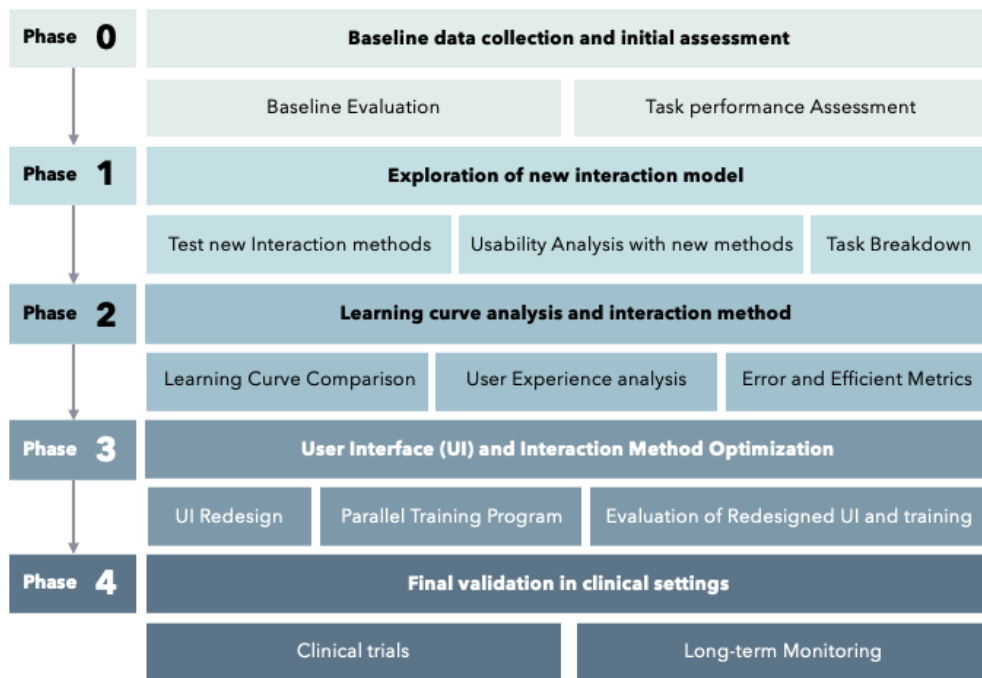 Phase 0
Baseline data collection and initial assessment
Baseline Evaluation
Task performance Assessment
Phase 1
Exploration of new interaction model
Test new Interaction methods
Usability Analysis with new methods
Task Breakdown
Phase 2
Learning curve analysis and interaction method
Learning Curve Comparison
User Experience analysis
Error and Efficient Metrics
Phase 3
User Interface (UI) and Interaction Method Optimization
UI Redesign
Parallel Training Program
Evaluation of Redesigned UI and training
Phase 4
Final validation in clinical settings
Clinical trials
Long-term Monitoring